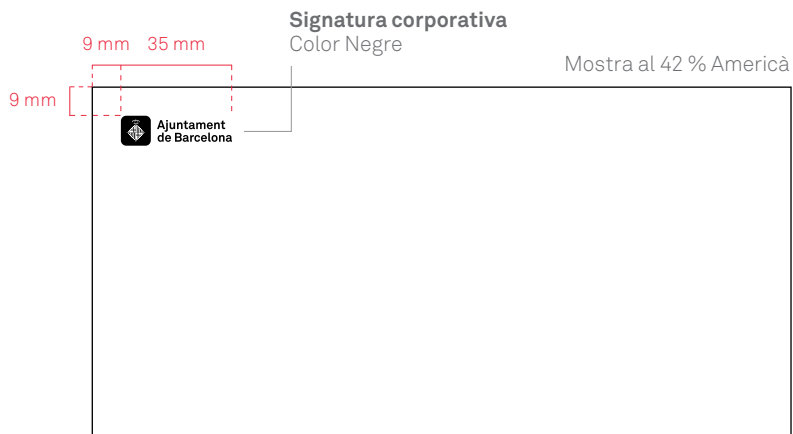 Signatura corporativa
Color Negre
9 mm 35 mm
Mostra al 42 % Americà
9 mm
Ajuntament
de Barcelona